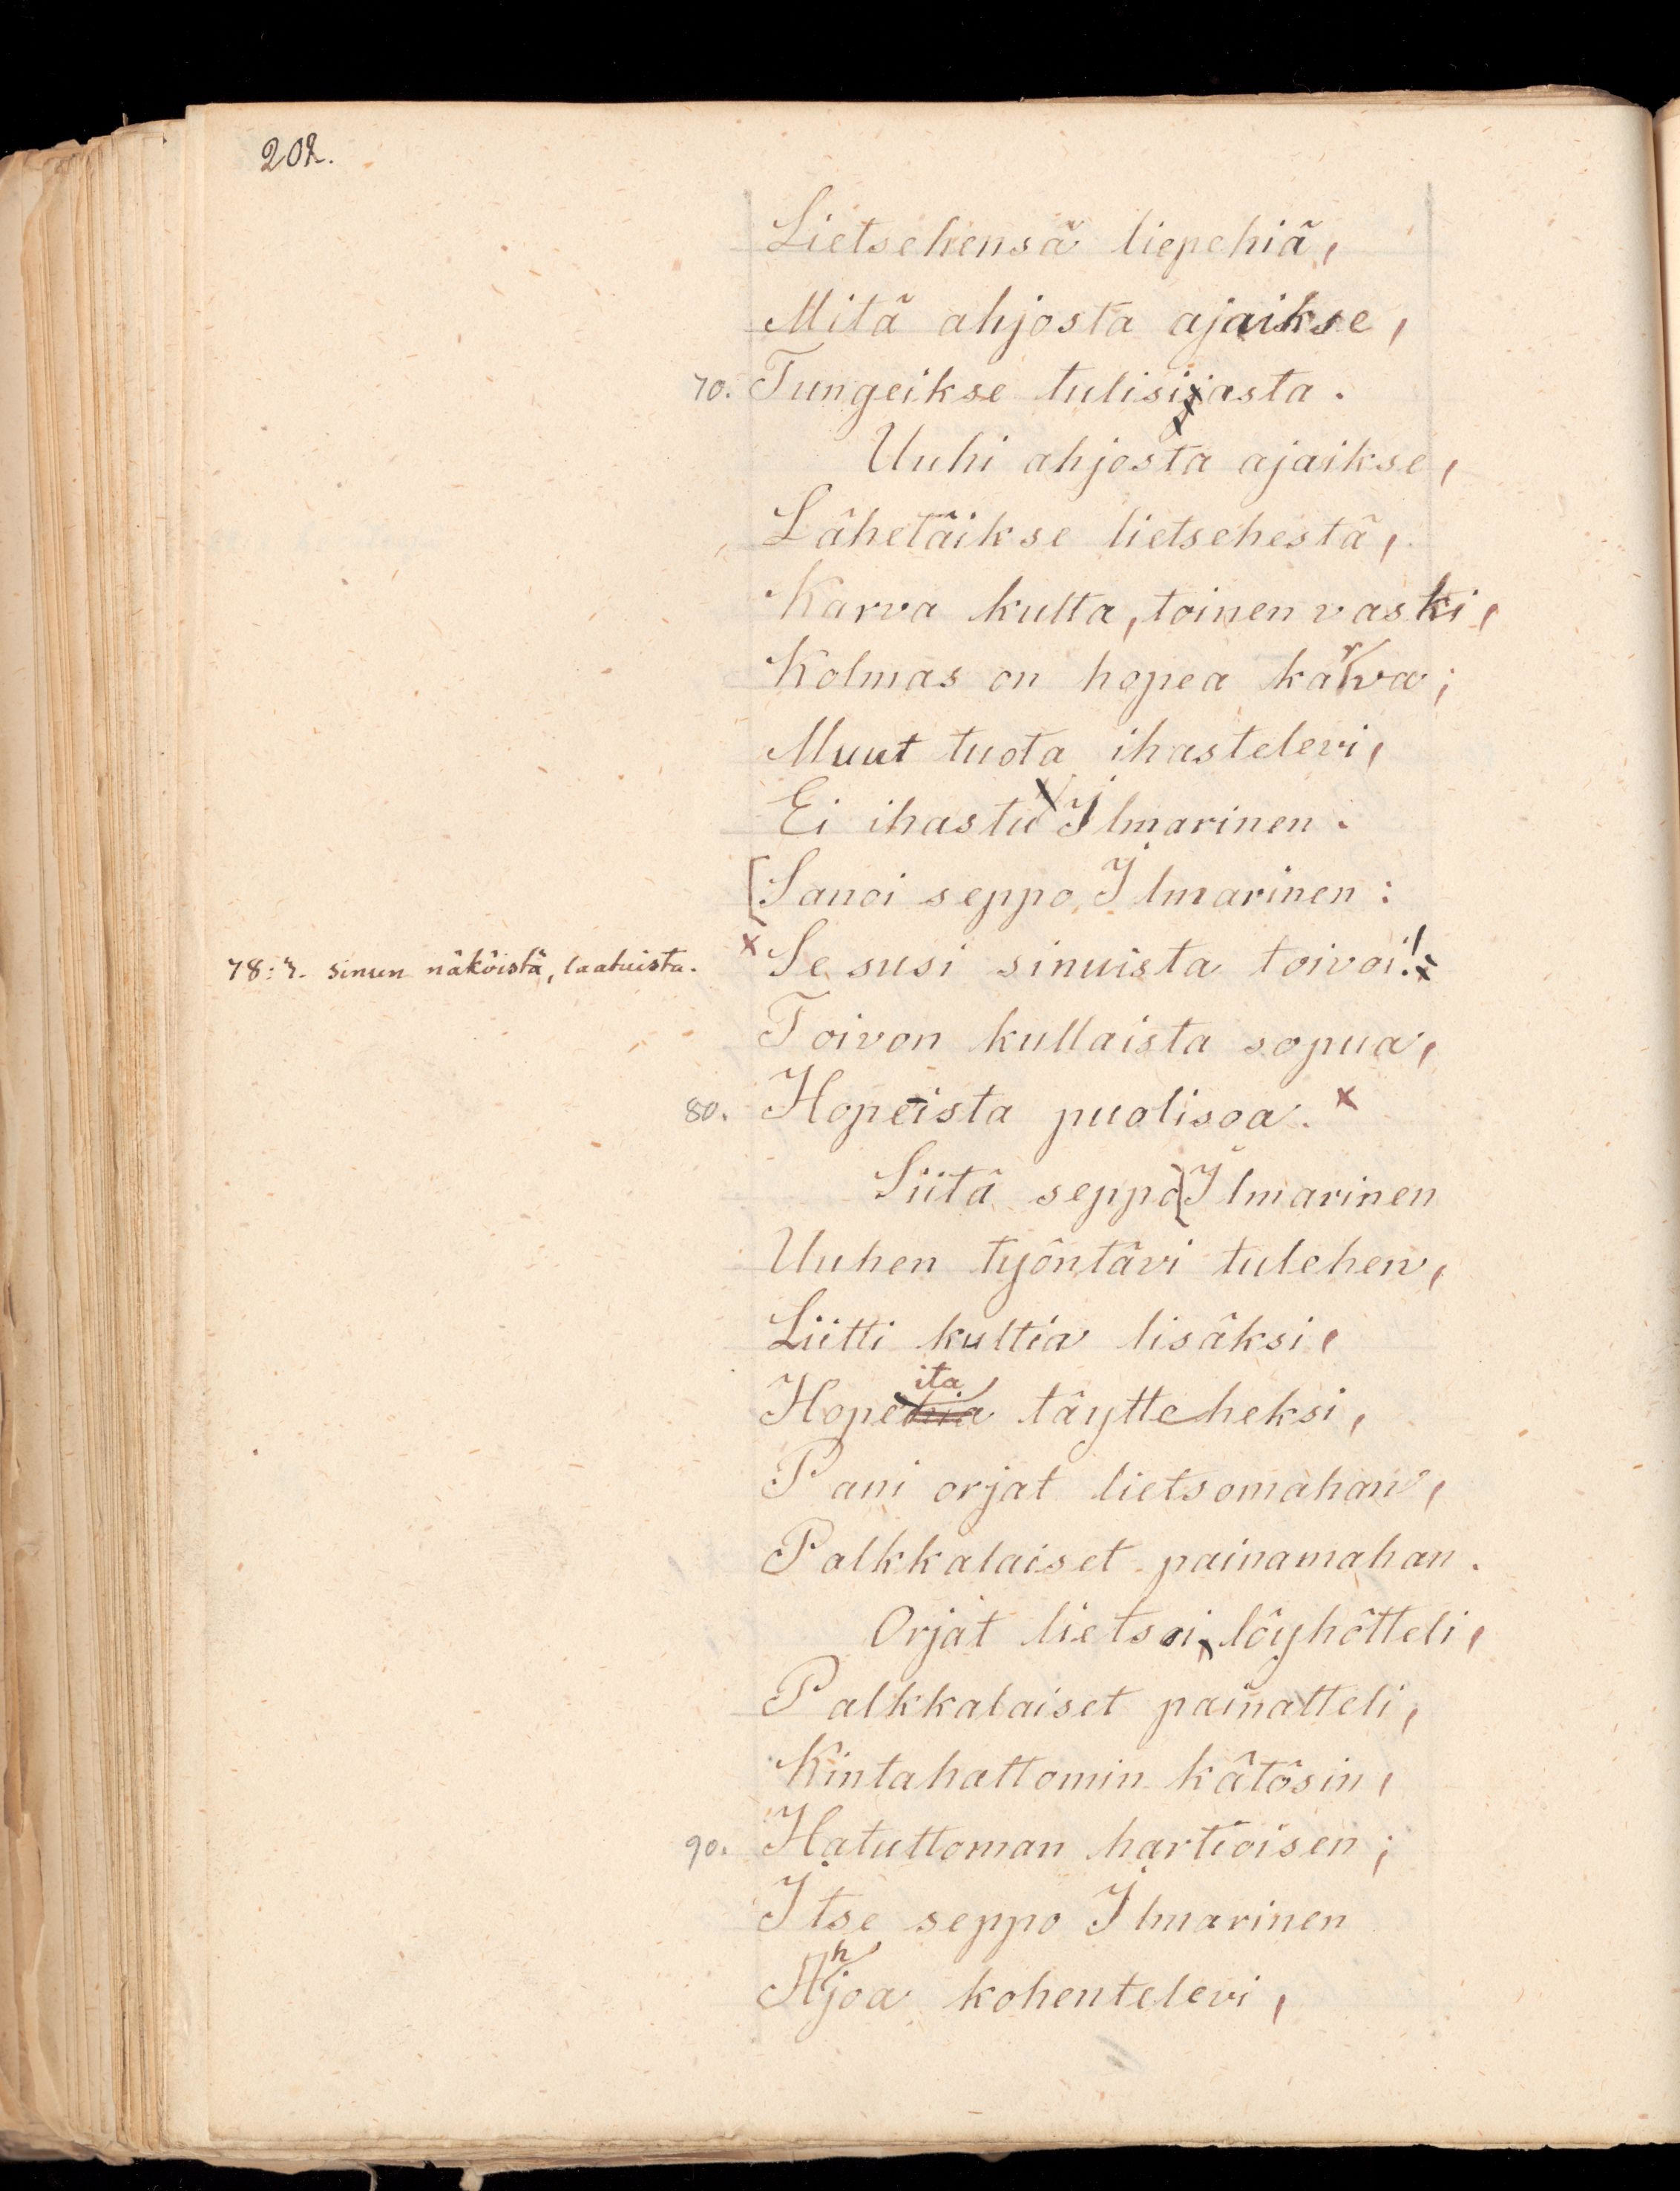 202.
Lietsehensä liepehiä,
Mitä ahjosta ajaikse,
70. Tungeikse tulisijasta.
Uuhi ahjosta ajaikse,
Lähetäikse lietsehestä,
Karva kulta, toinen vaski,
Kolmas on hopea karva;
Muut tuota ihastelevi,
Ei ihastu Ilmarinen.
[Sanoi seppo Ilmarinen:
78: 7. sinun näköistä, laatuista. x Se susi sinuista toivoi!
Toivon kullaista sopua,
80. Hopeista puolisoa. x
Siitä seppo[Ilmarinen
Uuhen työntävi tulehen,
Liitti kultia lisäksi,
Hopeita täytteheksi,
Pani orjat lietsomahan,
Palkkalaiset painamahan.
Orjat lietsoi löyhötteli,
Palkkalaiset painatteli,
Kintahattomin kätösin,
90. Hatuttoman hartioisen;
Itse seppo Ilmarinen
Ahjoa kohentelevi,